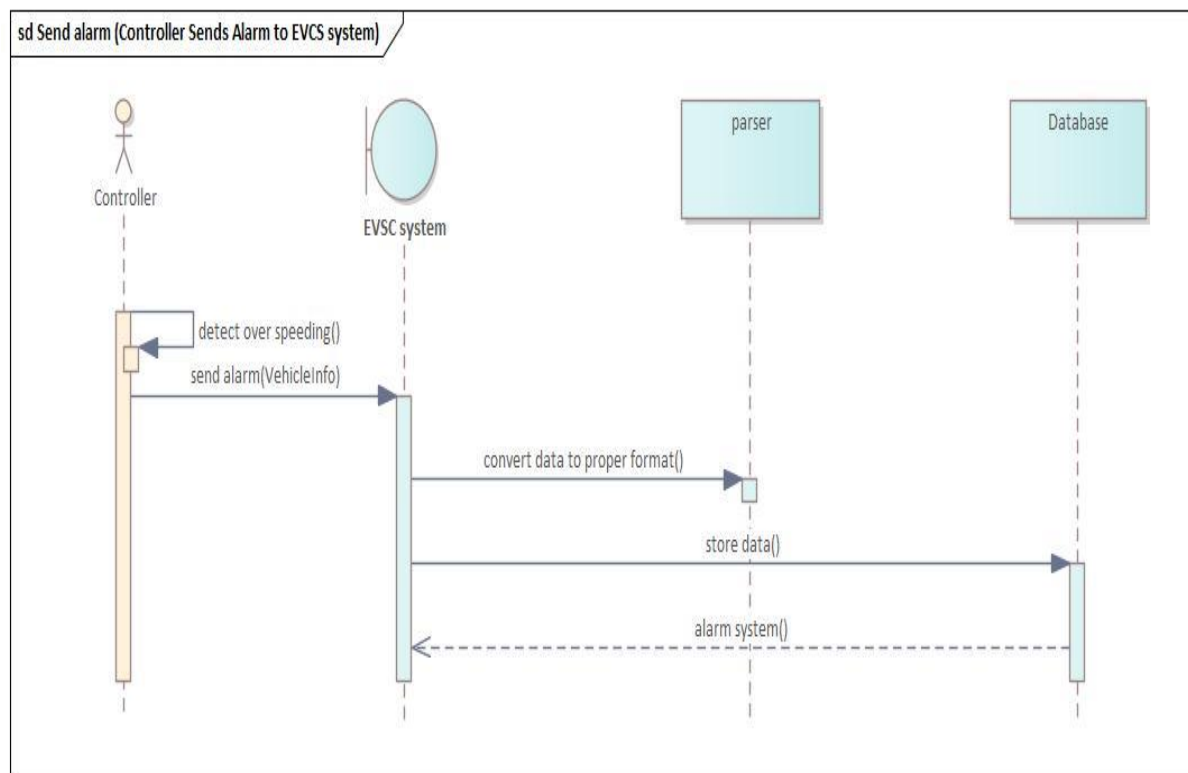 sd Send alarm (Controller Sends Alarm to EVCS system)
parser
Database
Controller
EVSC system
detect over speeding()
send alarm(VehicleInfo)
convert data to proper format()
store data()
alarm system()